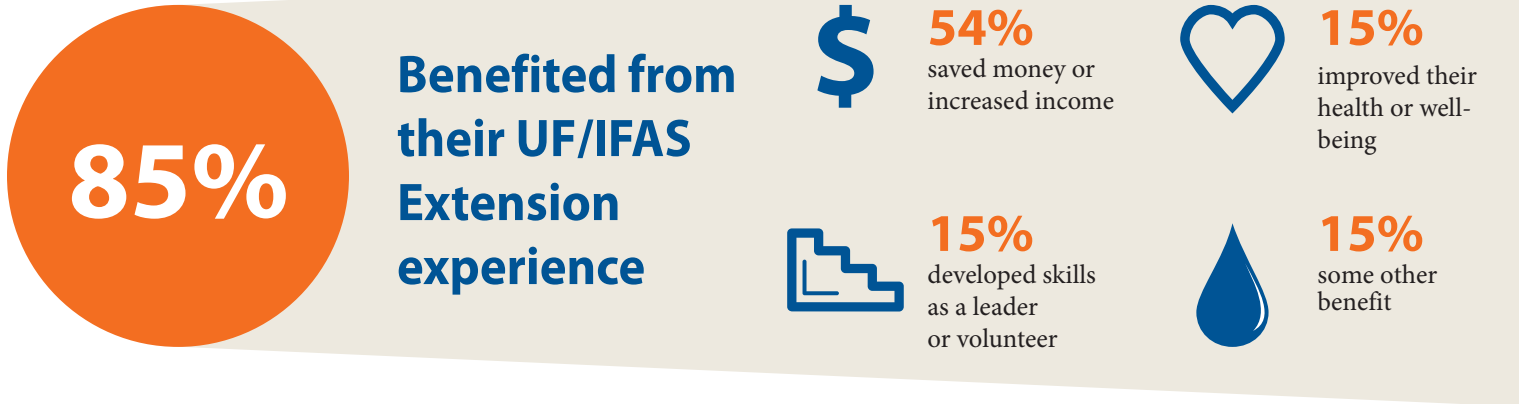 85%
Benefited from
their UF/IFAS
Extension
experience
54%
saved money or
increased income
15%
improved their
health or well-
being
15%
developed skills
as a leader
or volunteer
15%
some other
benefit